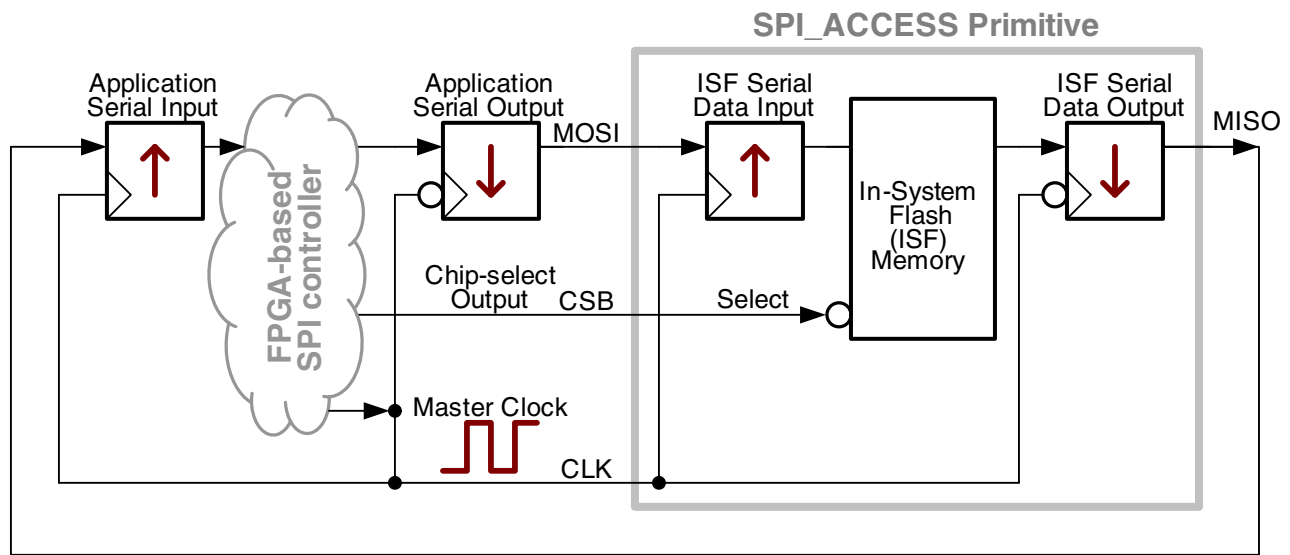 SPI_ACCESS Primitive
Application
Serial Input
Application
Serial Output
ISF Serial
Data Input
ISF Serial
Data Output
MOSI
MISO
FPGA-based
SPI controller
In-System
Flash
(ISF)
Memory
Chip-select
Output
CSB
Select
Master Clock
CLK